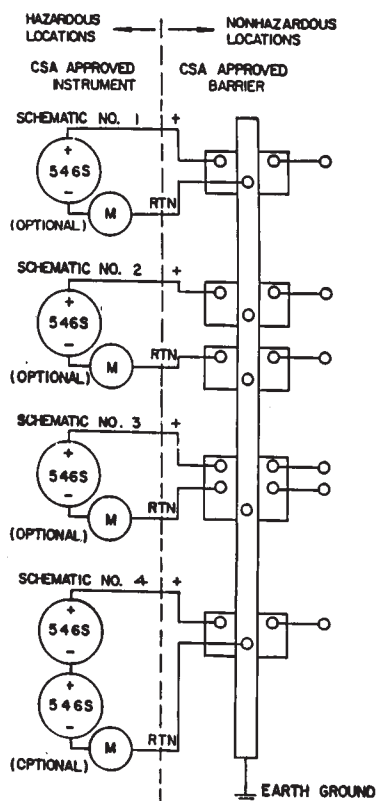 HAZARDOUS LOCATIONS
NONHAZARDOUS LOCATIONS
CSA APPROVED INSTRUMENT
CSA APPROVED BARRIER
SCHEMATIC NO. 1 +
+
546S
-
M
RTN
(OPTIONAL)
SCHEMATIC NO. 2 +
+
546S
-
M
RTN
(OPTIONAL)
SCHEMATIC NO. 3 +
+
546S
-
M
RTN
(OPTIONAL)
SCHEMATIC NO. 4 +
+
546S
-
+
546S
-
M
RTN
(OPTIONAL)
EARTH GROUND